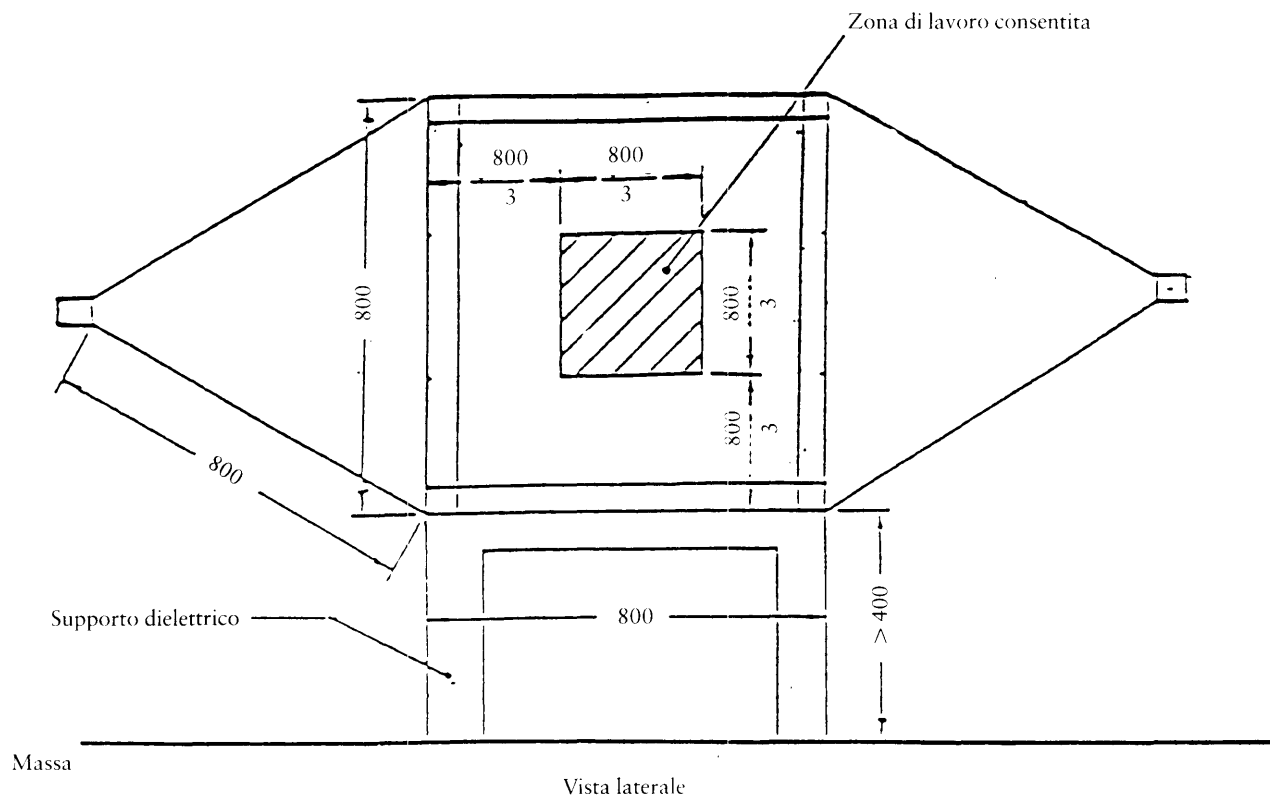 Zona di lavoro consentita
800 800
3 3
800
800
3
800
3
800
Supporto dielettrico
800
> 400
Massa
Vista laterale